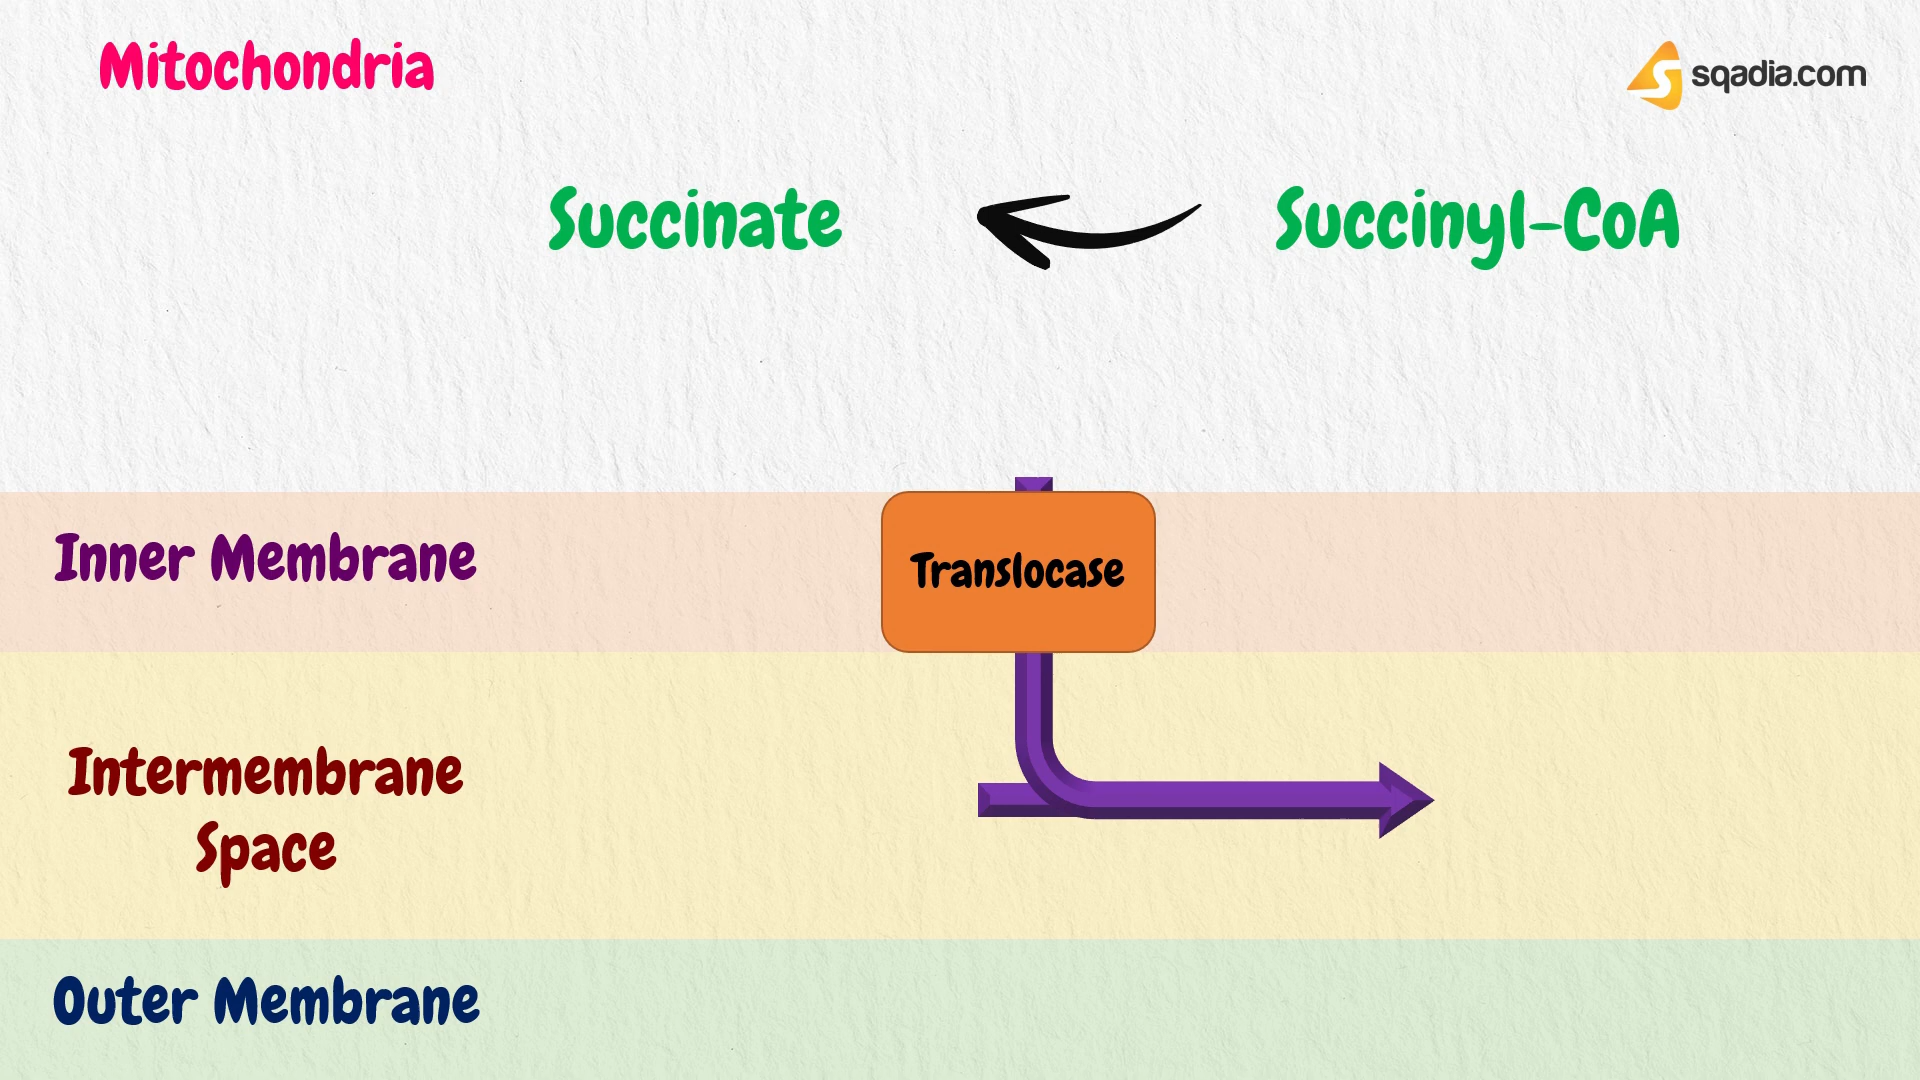 Mitochondria
sqadia.com
Succinate
Succinyl-CoA
Inner Membrane
Translocase
Intermembrane
Space
Outer Membrane